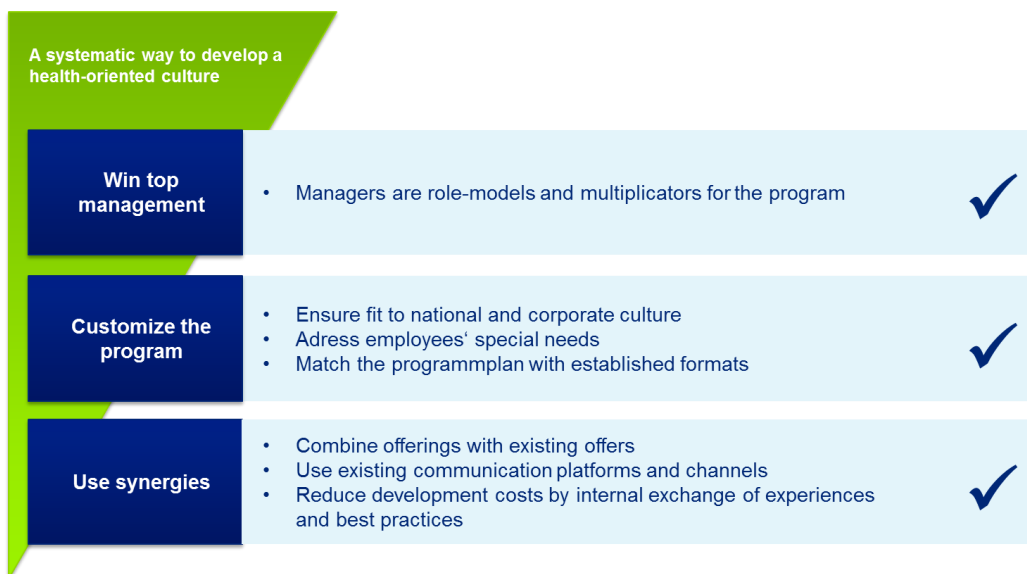 A systematic way to develop a
health-oriented culture
Win top
management
• Managers are role-models and multiplicators for the program
Customize the
program
• Ensure fit to national and corporate culture
• Adress employees‘ special needs
• Match the programmplan with established formats
Use synergies
• Combine offerings with existing offers
• Use existing communication platforms and channels
• Reduce development costs by internal exchange of experiences
and best practices